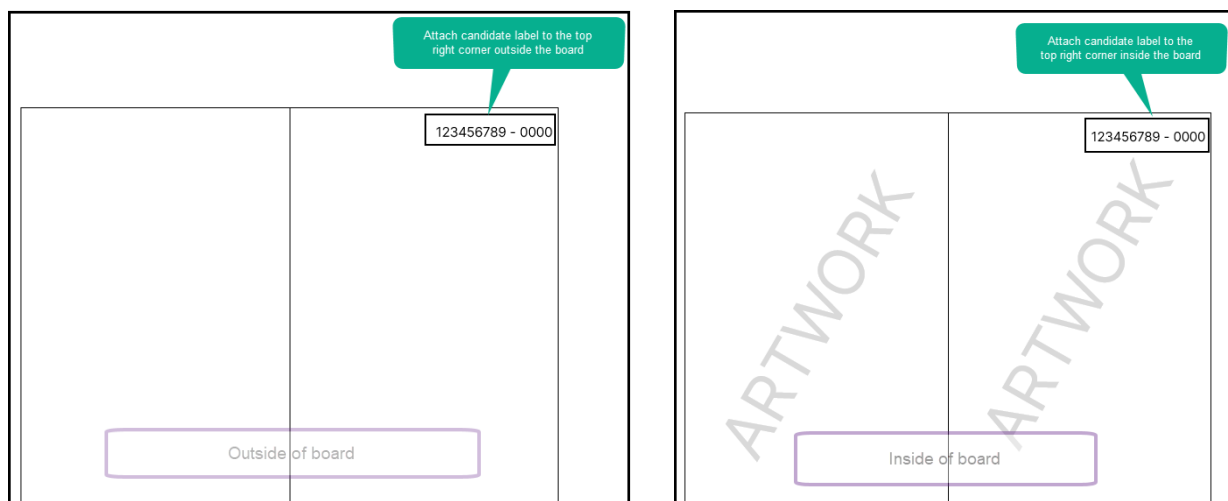 Attach candidate label to the top
right corner outside the board
123456789 - 0000
Outside of board
Attach candidate label to the
top right corner inside the board
123456789 - 0000
ARTWORK
ARTWORK
Inside of board